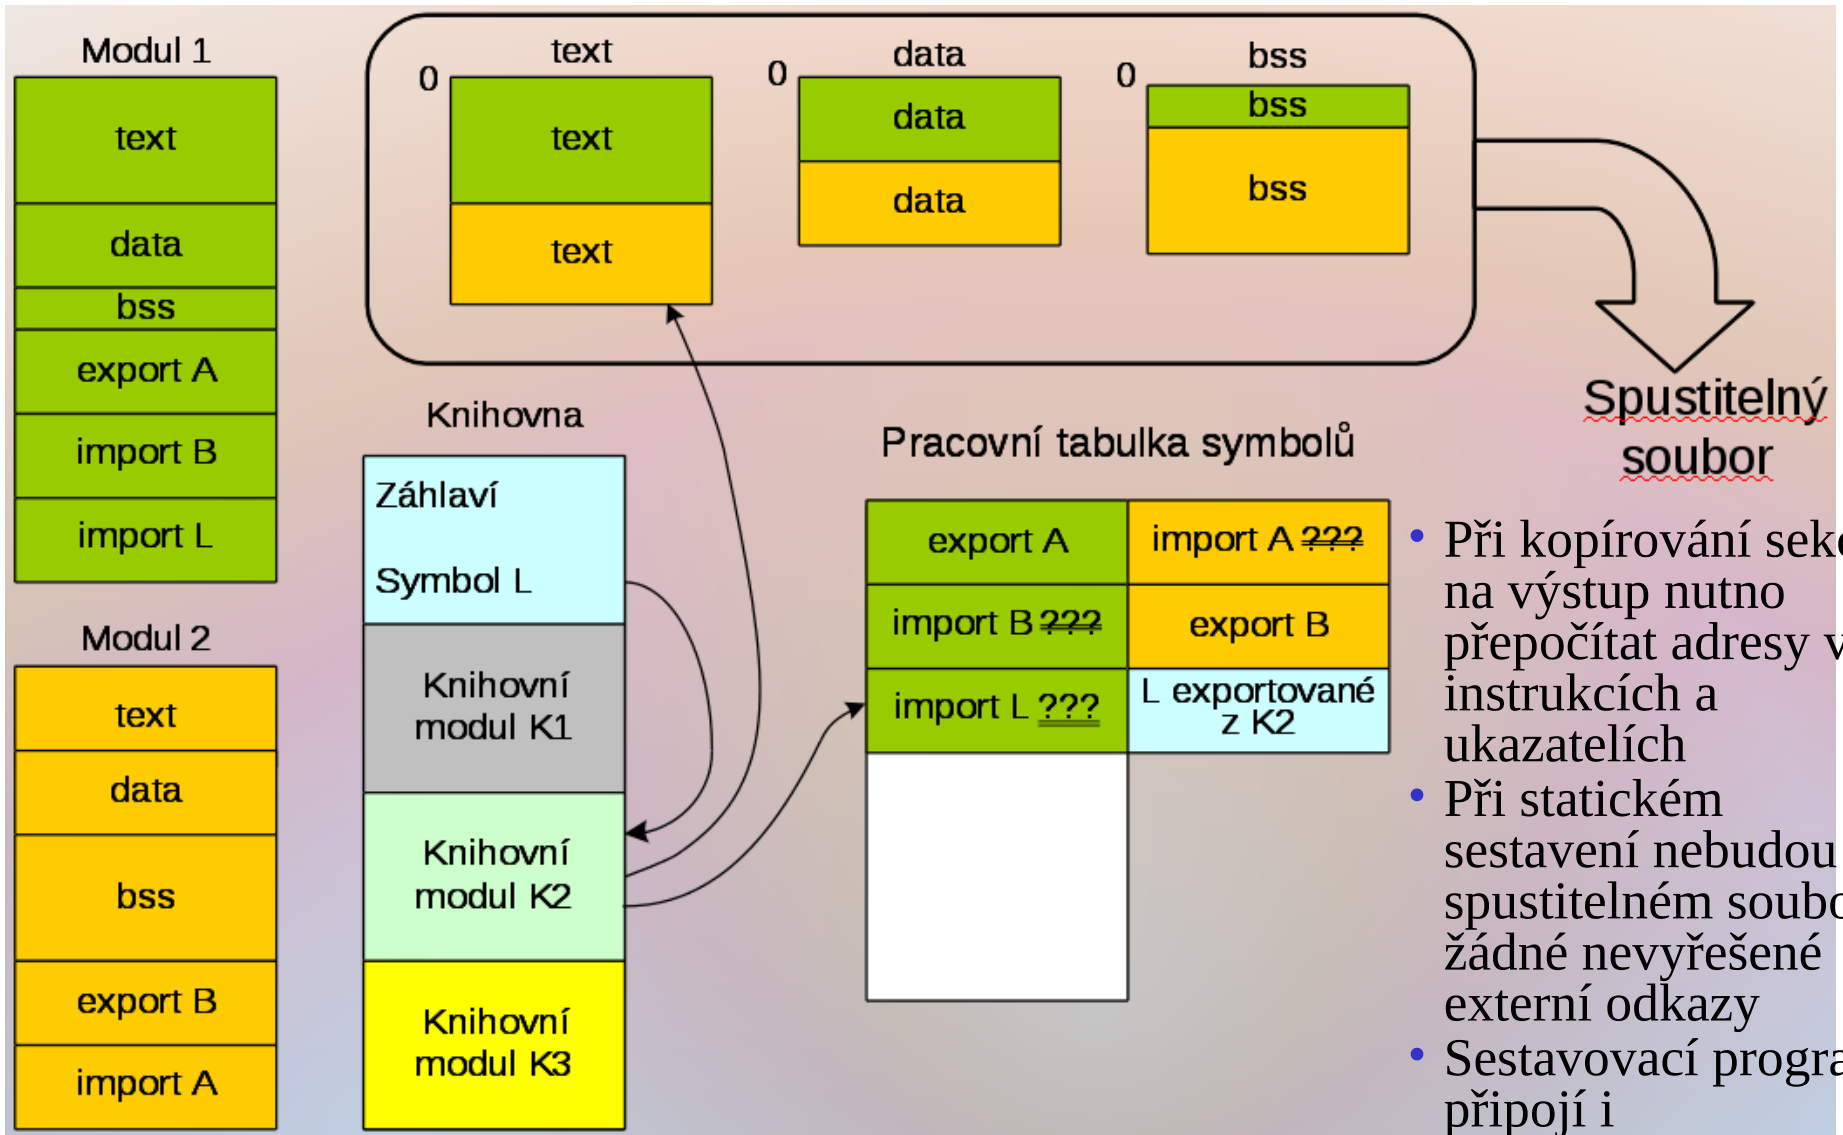 Modul 1
text
data
bss
export A
import B
import L
Modul 2
text
data
bss
export B
import A
text
0
text
text
data
0
data
data
bss
0
bss
bss
Spustitelný
soubor
Knihovna
Záhlaví
Symbol L
Knihovní
modul K1
Knihovní
modul K2
Knihovní
modul K3
Pracovní tabulka symbolů
export A
import A ???
import B ???
export B
import L ???
L exportované
z K2
• Při kopírování
na výstup nutno
přepočítat adresy
instrukcích a
ukazatelích
• Při statickém
sestavení nebudou
spustitelném
žádné nevyřešené
externí odkazy
• Sestavovací
připojí i